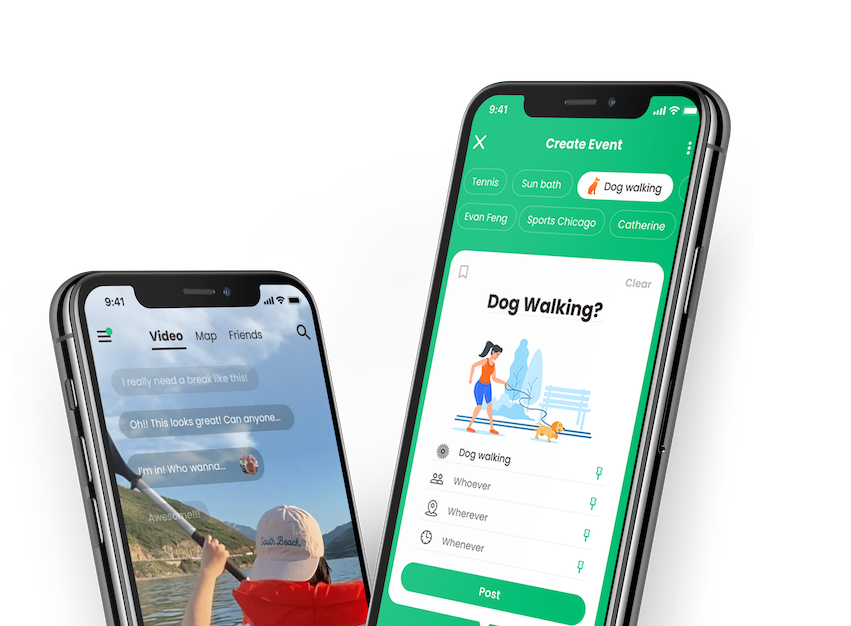 9:41
Video Map Friends
I really need a break like this!
Oh!! This looks great! Can anyone...
I'm in! Who wanna...
Awesome!!!
South Beach
9:41
Create Event
Tennis Sun bath Dog walking
Evan Feng Sports Chicago Catherine
Clear
Dog Walking?
Dog walking
Whoever
Wherever
Whenever
Post